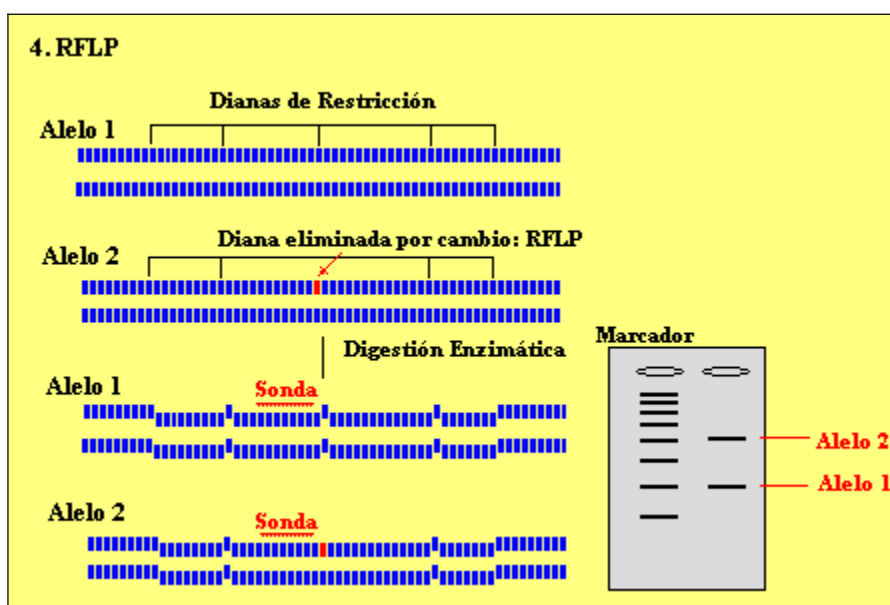 4. RFLP
Dianas de Restricción
Alelo 1
Diana eliminada por cambio: RFLP
Alelo 2
Digestión Enzimática
Marcador
Alelo 1
Sonda
Alelo 2
Alelo 1
Alelo 2
Sonda